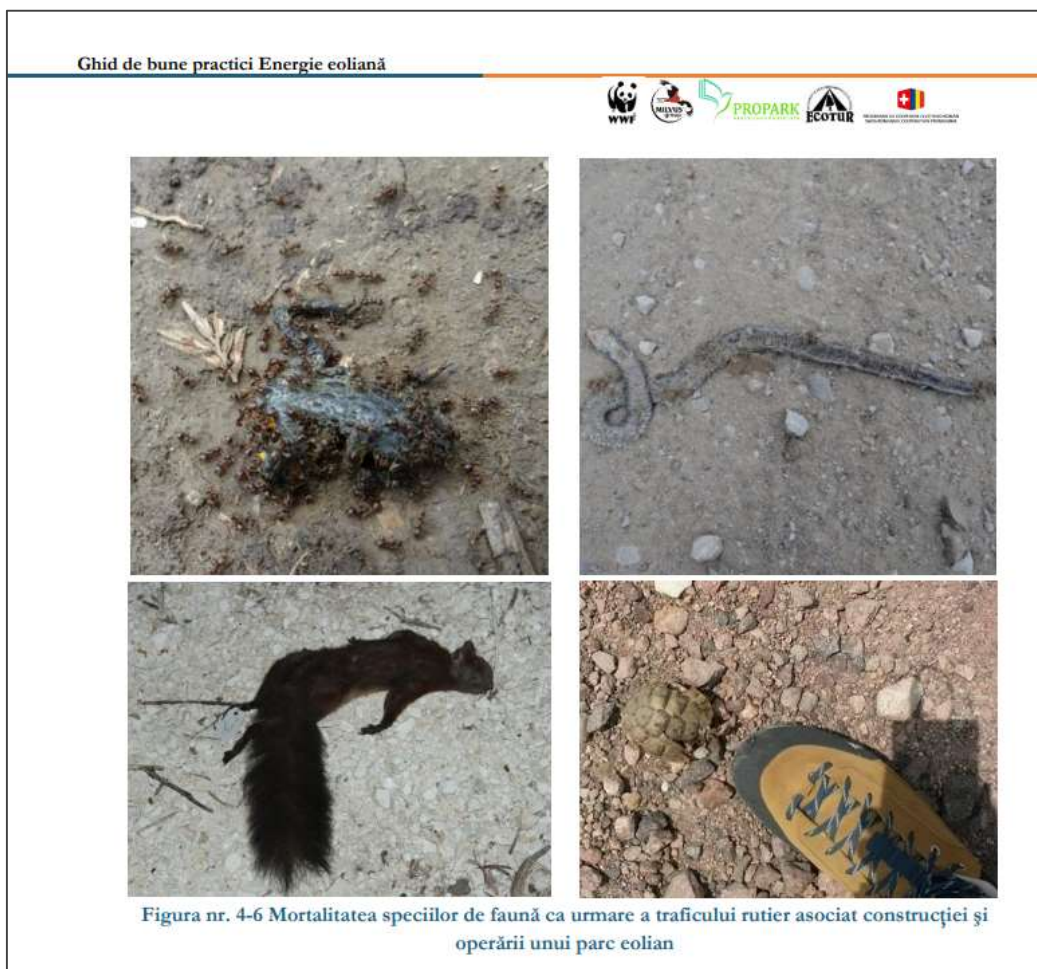 Ghid de bune practici Energie eoliană
WWF
MILVUS
PROPARK
ECOTUR
Figura nr. 4-6 Mortalitatea speciilor de faună ca urmare a traficului rutier asociat construcţiei şi
operării unui parc eolian